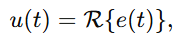 u(t) = ℛ{e(t)},